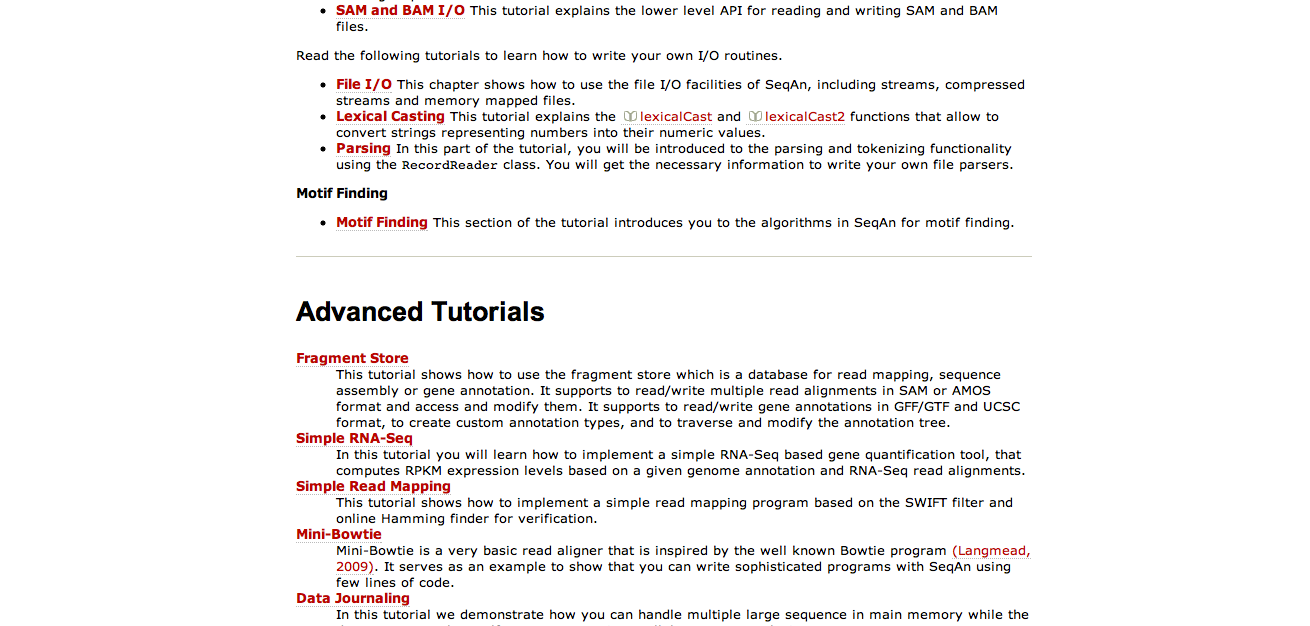 SAM and BAM I/O This tutorial explains the lower level API for reading and writing SAM and BAM
files.
Read the following tutorials to learn how to write your own I/O routines.
File I/O This chapter shows how to use the file I/O facilities of SeqAn, including streams, compressed
streams and memory mapped files.
Lexical Casting This tutorial explains the lexicalCast and lexicalCast2 functions that allow to
convert strings representing numbers into their numeric values.
Parsing In this part of the tutorial, you will be introduced to the parsing and tokenizing functionality
using the RecordReader class. You will get the necessary information to write your own file parsers.
Motif Finding
Motif Finding This section of the tutorial introduces you to the algorithms in SeqAn for motif finding.
Advanced Tutorials
Fragment Store
This tutorial shows how to use the fragment store which is a database for read mapping, sequence
assembly or gene annotation. It supports to read/write multiple read alignments in SAM or AMOS
format and access and modify them. It supports to read/write gene annotations in GFF/GTF and UCSC
format, to create custom annotation types, and to traverse and modify the annotation tree.
Simple RNA-Seq
In this tutorial you will learn how to implement a simple RNA-Seq based gene quantification tool, that
computes RPKM expression levels based on a given genome annotation and RNA-Seq read alignments.
Simple Read Mapping
This tutorial shows how to implement a simple read mapping program based on the SWIFT filter and
online Hamming finder for verification.
Mini-Bowtie
Mini-Bowtie is a very basic read aligner that is inspired by the well known Bowtie program (Langmead,
2009). It serves as an example to show that you can write sophisticated programs with SeqAn using
few lines of code.
Data Journaling
In this tutorial we demonstrate how you can handle multiple large sequence in main memory while the